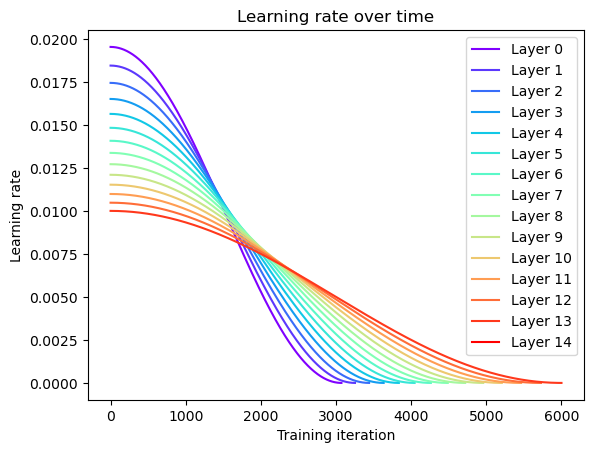 Learning rate over time
Learning rate
0.0200
0.0175
0.0150
0.0125
0.0100
0.0075
0.0050
0.0025
0.0000
0
1000
2000
3000
4000
5000
6000
Training iteration
Layer 0
Layer 1
Layer 2
Layer 3
Layer 4
Layer 5
Layer 6
Layer 7
Layer 8
Layer 9
Layer 10
Layer 11
Layer 12
Layer 13
Layer 14